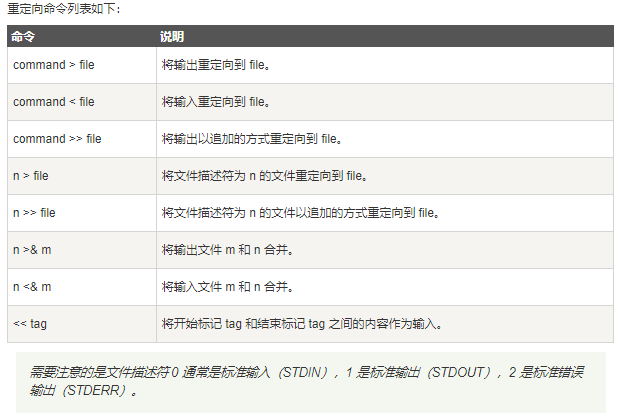 重定向命令列表如下：
命令 说明
command > file 将输出重定向到 file。
command < file 将输入重定向到 file。
command >> file 将输出以追加的方式重定向到 file。
n > file 将文件描述符为 n 的文件重定向到 file。
n >> file 将文件描述符为 n 的文件以追加的方式重定向到 file。
n >& m 将输出文件 m 和 n 合并。
n <& m 将输入文件 m 和 n 合并。
<< tag 将开始标记 tag 和结束标记 tag 之间的内容作为输入。
需要注意的是文件描述符 0 通常是标准输入（STDIN），1 是标准输出（STDOUT），2 是标准错误
输出（STDERR）。